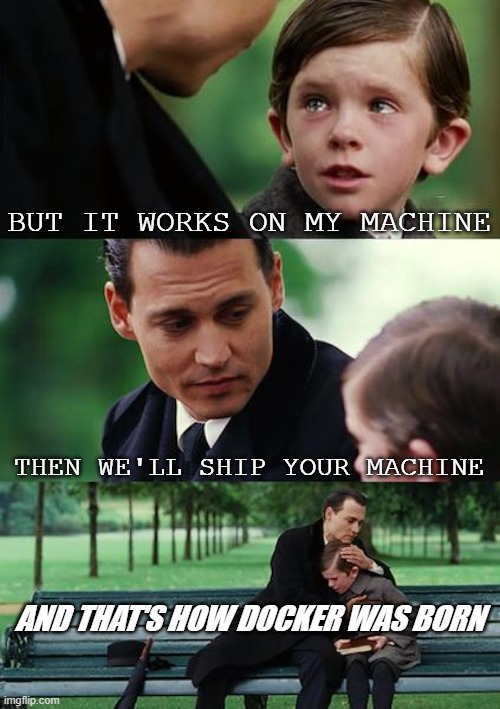 BUT IT WORKS ON MY MACHINE
THEN WE'LL SHIP YOUR MACHINE
AND THAT'S HOW DOCKER WAS BORN
imgflip.com